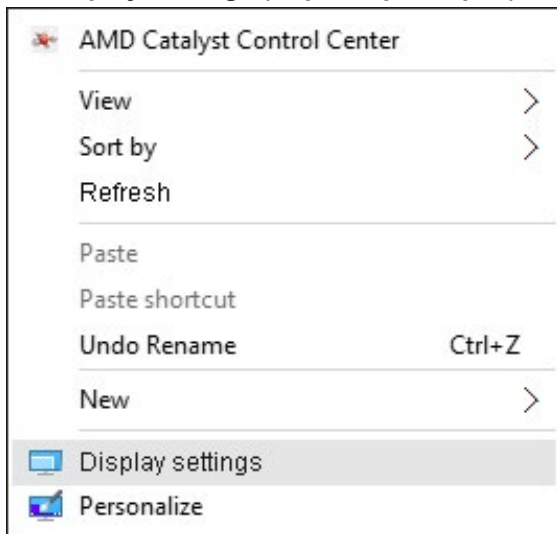 AMD Catalyst Control Center
View
Sort by
Refresh
Paste
Paste shortcut
Undo Rename Ctrl+Z
New
Display settings
Personalize